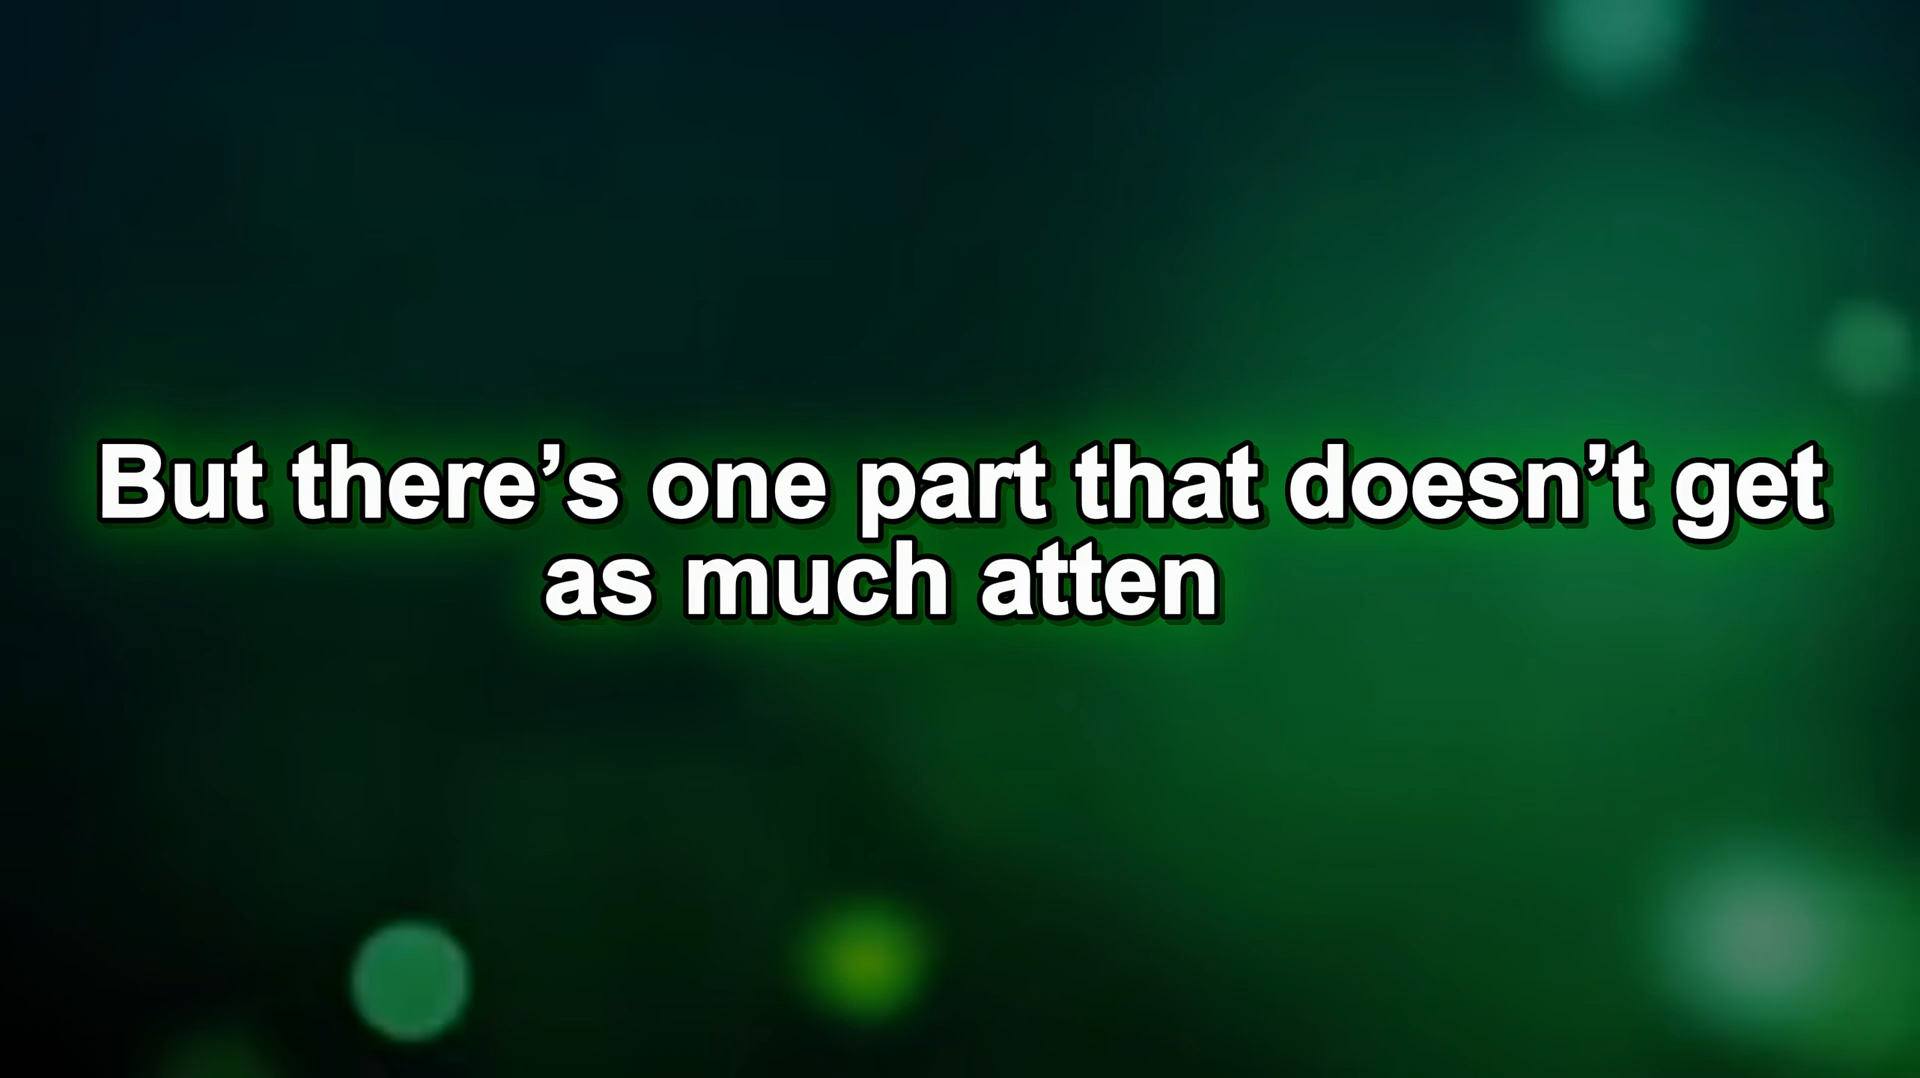 But there’s one part that doesn’t get
as much atten